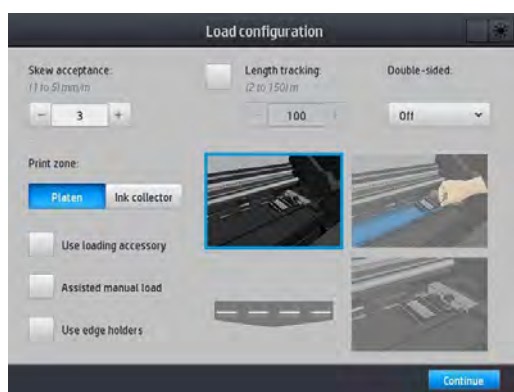 Load configuration
Skew acceptance:
(1 to 5) mm/m
− 3 +
Length tracking:
(2 to 150) m
− 100
Double-sided:
Off
Print zone:
Platen Ink collector
Use loading accessory
Assisted manual load
Use edge holders
Continue